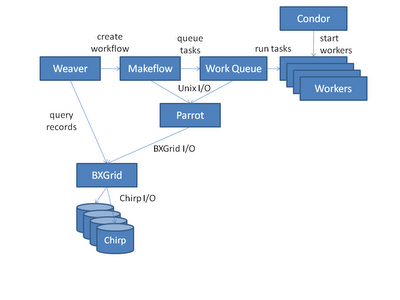 Condor
create
workflow
queue
tasks
run tasks
start
workers
Weaver
Makeflow
Work Queue
Workers
Unix I/O
query
records
Parrot
BXGrid I/O
BXGrid
Chirp I/O
Chirp